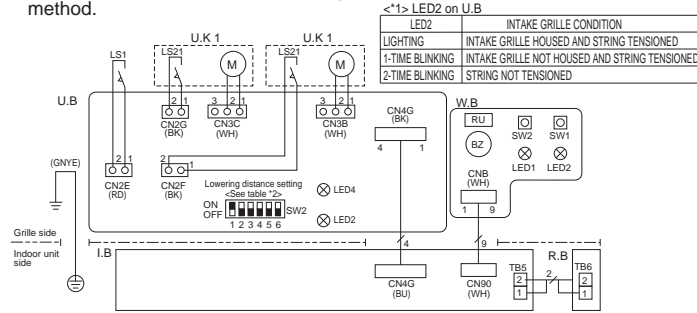 method.
<*1> LED2 on U.B
LED2 INTAKE GRILLE CONDITION
LIGHTING INTAKE GRILLE HOUSED AND STRING TENSIONED
1-TIME BLINKING INTAKE GRILLE NOT HOUSED AND STRING TENSIONED
2-TIME BLINKING STRING NOT TENSIONED
U.K 1 U.K 1
LS1 LS21 M LS21 M
U.B
2 1 3 2 1 3 2 1
CN2G (BK) CN3C (WH) CN3B (WH)
CN4G (BK)
4 1
W.B
RU SW2 SW1
BZ LED1 LED2
CNB (WH)
1 9
(GNYE)
2 1 2 1
CN2E (RD) CN2F (BK)
Lowering distance setting
<See table *2>
ON
OFF SW2
1 2 3 4 5 6
LED4
LED2
Grille side
Indoor unit side
4 9
I.B
CN4G (BU)
CN90 (WH)
TB5
2
1
2
R.B
TB6
2
1